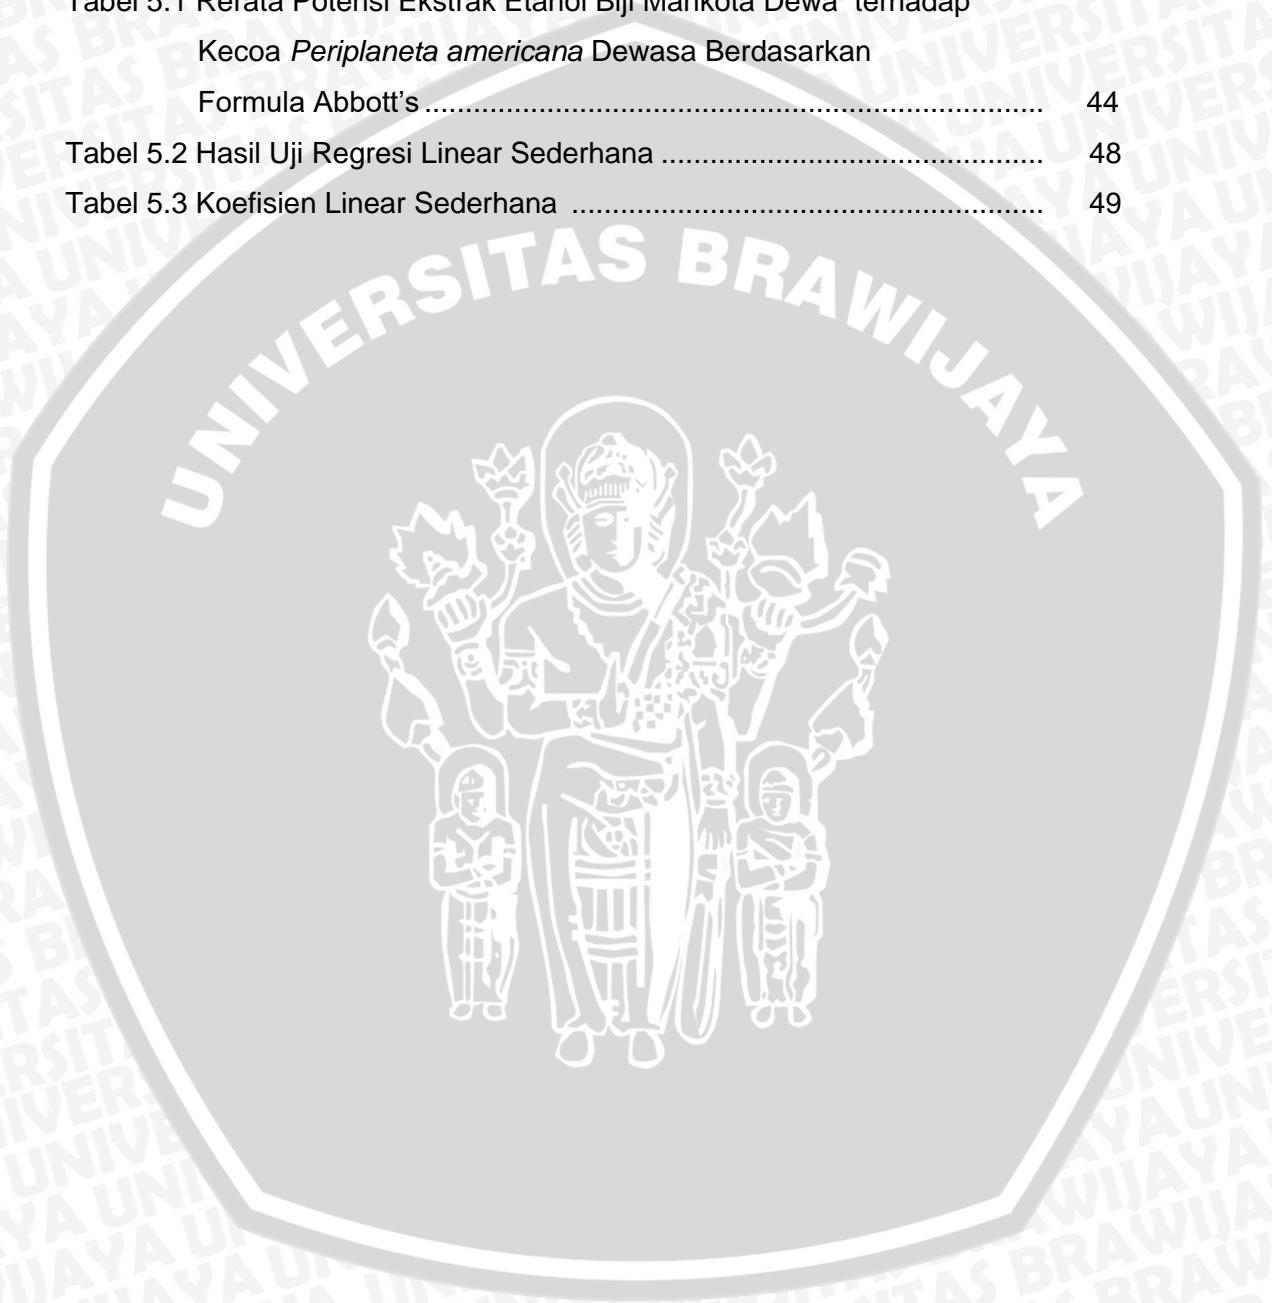 Tabel 5.1 Rerata Potensi Ekstrak Etanol Biji Mahkota Dewa terhadap
Kecoa Periplaneta americana Dewasa Berdasarkan
Formula Abbott's ................................................................................ 44
Tabel 5.2 Hasil Uji Regresi Linear Sederhana ............................................... 48
Tabel 5.3 Koefisien Linear Sederhana .......................................................... 49
UNIVERSITAS BRAWIJAYA